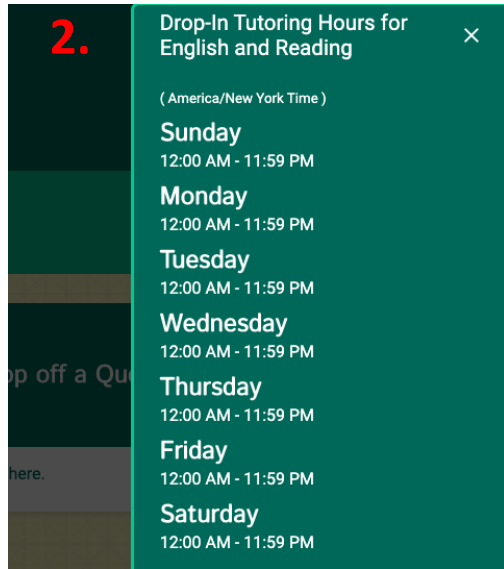 2.
Drop-In Tutoring Hours for
English and Reading
( America/New York Time )
Sunday
12:00 AM - 11:59 PM
Monday
12:00 AM - 11:59 PM
Tuesday
12:00 AM - 11:59 PM
Wednesday
12:00 AM - 11:59 PM
Thursday
12:00 AM - 11:59 PM
Friday
12:00 AM - 11:59 PM
Saturday
12:00 AM - 11:59 PM
op off a Que
here.